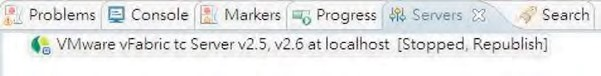 Problems Console Markers Progress Servers Search
VMware vFabric tc Server v2.5, v2.6 at localhost [Stopped, Republish]